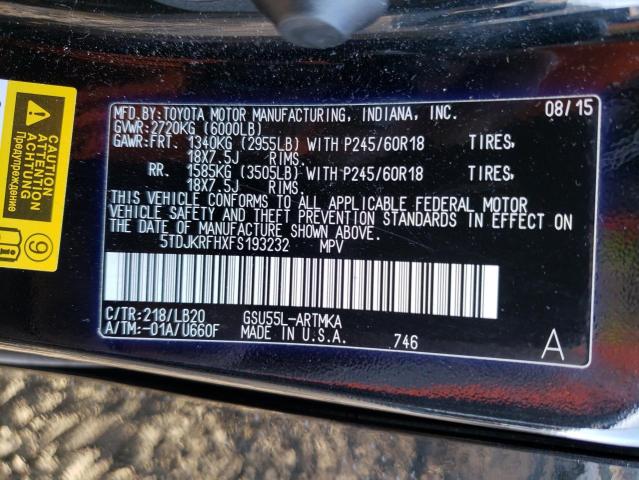 MFD.BY:TOYOTA MOTOR MANUFACTURING, INDIANA, INC. 08/15
GVWR:2720KG (6000LB)
GAWR:FRT. 1340KG (2955LB) WITH P245/60R18 TIRES,
18X7.5J RIMS,
RR. 1585KG (3505LB) WITH P245/60R18 TIRES,
18X7.5J RIMS,
THIS VEHICLE CONFORMS TO ALL APPLICABLE FEDERAL MOTOR
VEHICLE SAFETY AND THEFT PREVENTION STANDARDS IN EFFECT ON
THE DATE OF MANUFACTURE SHOWN ABOVE.
5TDJKRFHXFS193232 MPV
C/TR:218/LB20 GSU55L-ARTMKA
A/TM:-01A/U660F MADE IN U.S.A. 746 A
CAUTION
ATTENTION
ACHTUNG
Предупреждение
9